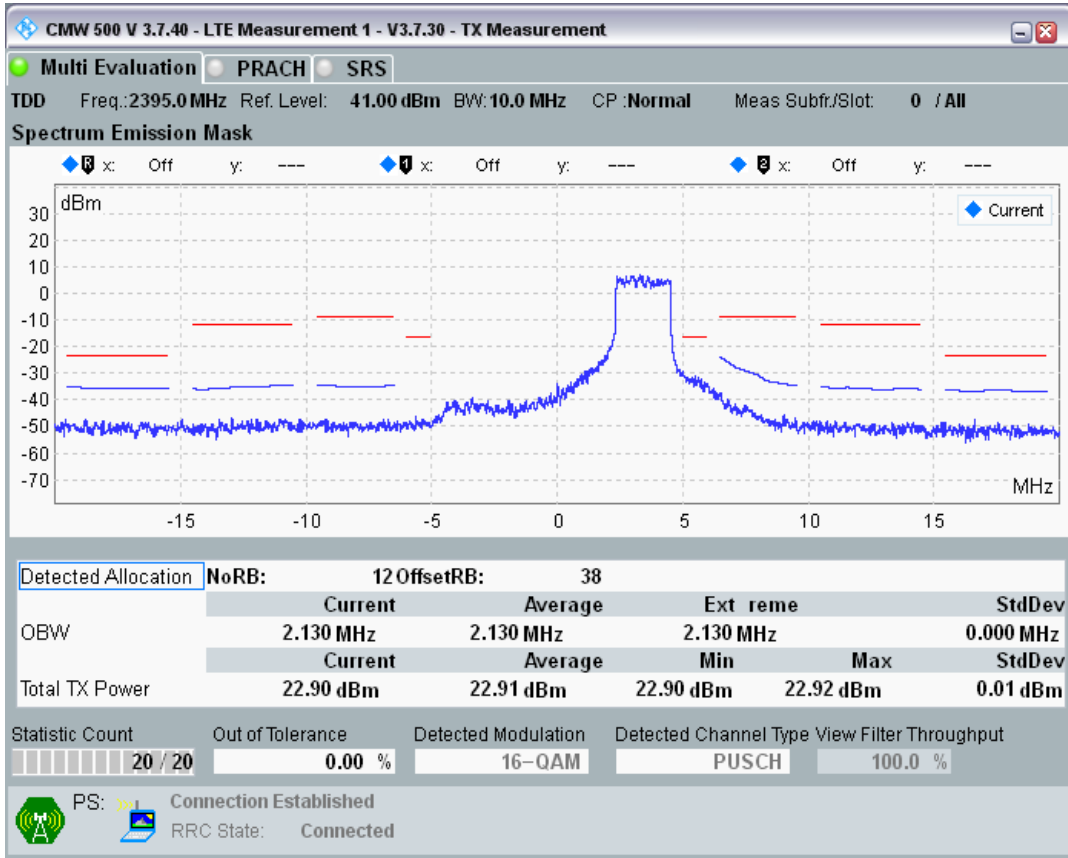 CMW 500 V 3.7.40 - LTE Measurement 1 - V3.7.30 - TX Measurement
Multi Evaluation PRACH SRS
TDD Freq.:2395.0 MHz Ref. Level: 41.00 dBm BW: 10.0 MHz CP :Normal Meas Subfr./Slot: 0 / All
Spectrum Emission Mask
R x: Off y: --- 1 x: Off y: --- 2 x: Off y: ---
dBm
Current
30
20
10
0
-10
-20
-30
-40
-50
-60
-70
MHz
-15 -10 -5 0 5 10 15
Detected Allocation NoRB: 12 OffsetRB: 38
Current Average Ext reme StdDev
OBW 2.130 MHz 2.130 MHz 2.130 MHz 0.000 MHz
Current Average Min Max StdDev
Total TX Power 22.90 dBm 22.91 dBm 22.90 dBm 22.92 dBm 0.01 dBm
Statistic Count Out of Tolerance Detected Modulation Detected Channel Type View Filter Throughput
20 / 20 0.00 % 16-QAM PUSCH 100.0 %
PS: Connection Established
RRC State: Connected